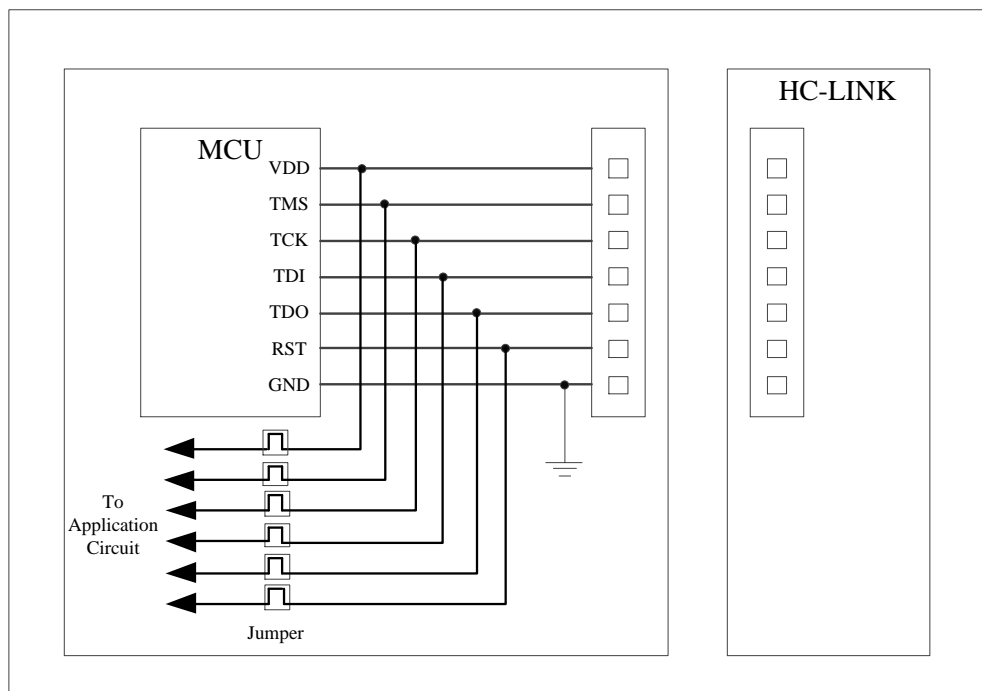 HC-LINK
MCU
VDD
TMS
TCK
TDI
TDO
RST
GND
To
Application
Circuit
Jumper